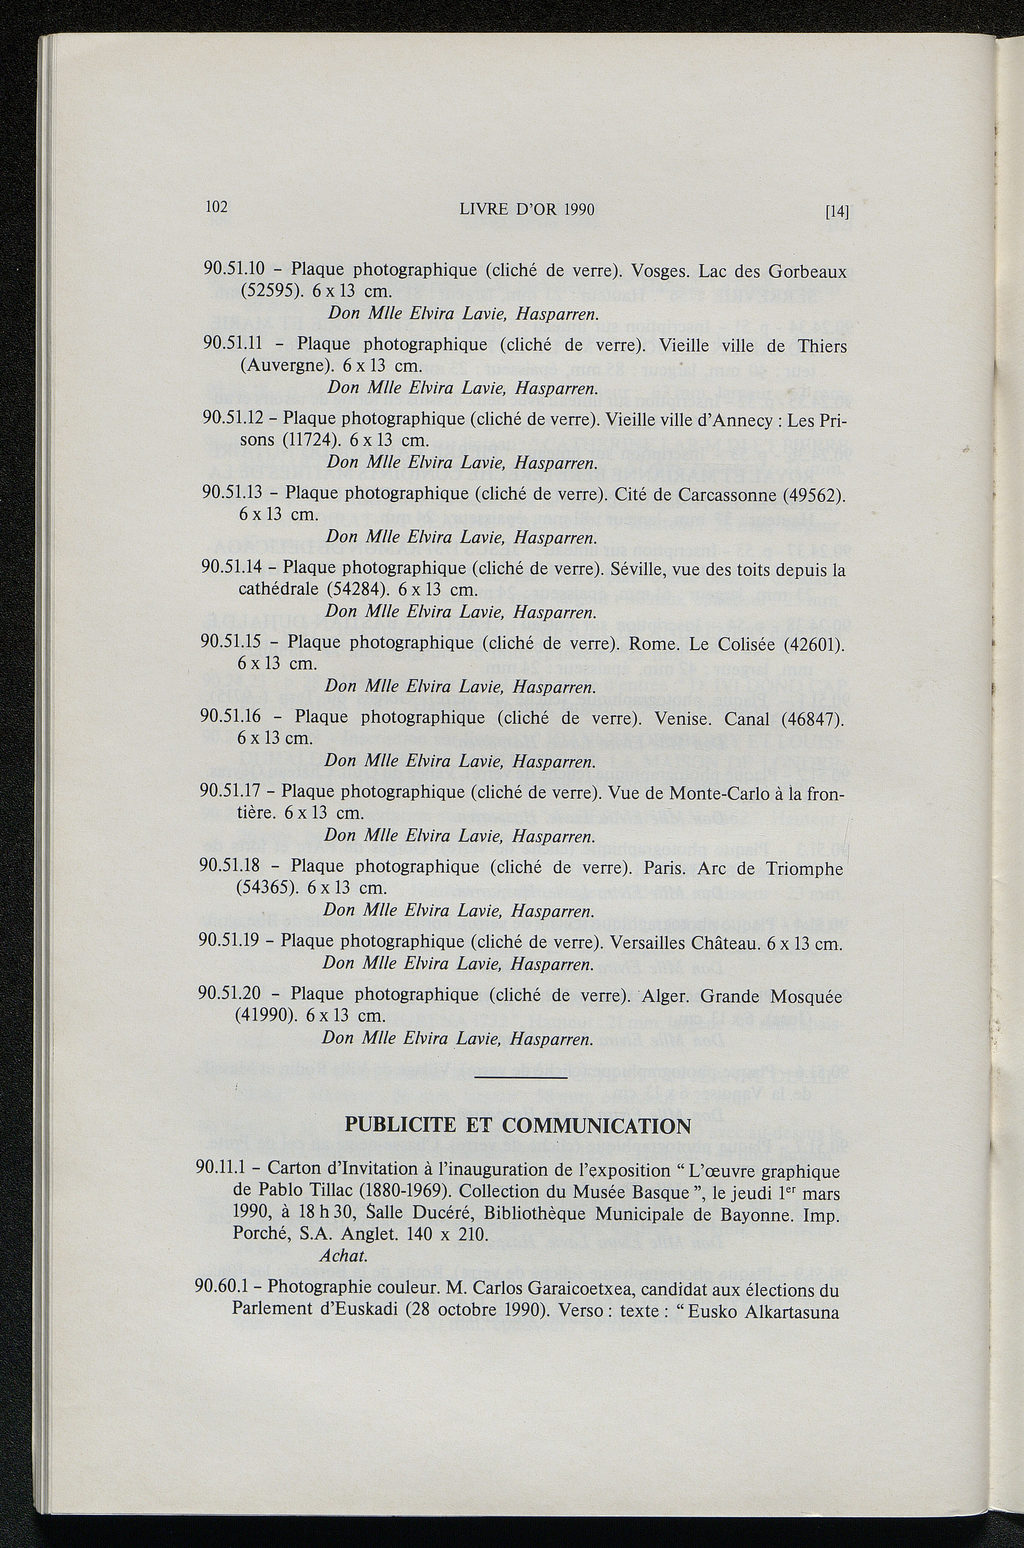 102 LIVRE D'OR 1990 [14]
90.51.10 – Plaque photographique (cliché de verre). Vosges. Lac des Gorbeaux
(52595). 6 x 13 cm.
Don Mlle Elvira Lavie, Hasparren.
90.51.11 – Plaque photographique (cliché de verre). Vieille ville de Thiers
(Auvergne). 6 x 13 cm.
Don Mlle Elvira Lavie, Hasparren.
90.51.12 – Plaque photographique (cliché de verre). Vieille ville d'Annecy : Les Pri-
sons (11724). 6 x 13 cm.
Don Mlle Elvira Lavie, Hasparren.
90.51.13 – Plaque photographique (cliché de verre). Cité de Carcassonne (49562).
6 x 13 cm.
Don Mlle Elvira Lavie, Hasparren.
90.51.14 – Plaque photographique (cliché de verre). Séville, vue des toits depuis la
cathédrale (54284). 6 x 13 cm.
Don Mlle Elvira Lavie, Hasparren.
90.51.15 – Plaque photographique (cliché de verre). Rome. Le Colisée (42601).
6 x 13 cm.
Don Mlle Elvira Lavie, Hasparren.
90.51.16 – Plaque photographique (cliché de verre). Venise. Canal (46847).
6 x 13 cm.
Don Mlle Elvira Lavie, Hasparren.
90.51.17 – Plaque photographique (cliché de verre). Vue de Monte-Carlo à la fron-
tière. 6 x 13 cm.
Don Mlle Elvira Lavie, Hasparren.
90.51.18 – Plaque photographique (cliché de verre). Paris. Arc de Triomphe
(54365). 6 x 13 cm.
Don Mlle Elvira Lavie, Hasparren.
90.51.19 – Plaque photographique (cliché de verre). Versailles Château. 6 x 13 cm.
Don Mlle Elvira Lavie, Hasparren.
90.51.20 – Plaque photographique (cliché de verre). Alger. Grande Mosquée
(41990). 6 x 13 cm.
Don Mlle Elvira Lavie, Hasparren.
PUBLICITE ET COMMUNICATION
90.11.1 – Carton d'Invitation à l'inauguration de l'exposition “ L'œuvre graphique
de Pablo Tillac (1880-1969). Collection du Musée Basque ”, le jeudi 1er mars
1990, à 18 h 30, Salle Ducéré, Bibliothèque Municipale de Bayonne. Imp.
Porché, S.A. Anglet. 140 x 210.
Achat.
90.60.1 – Photographie couleur. M. Carlos Garaicoetxea, candidat aux élections du
Parlement d'Euskadi (28 octobre 1990). Verso : texte : “ Eusko Alkartasuna